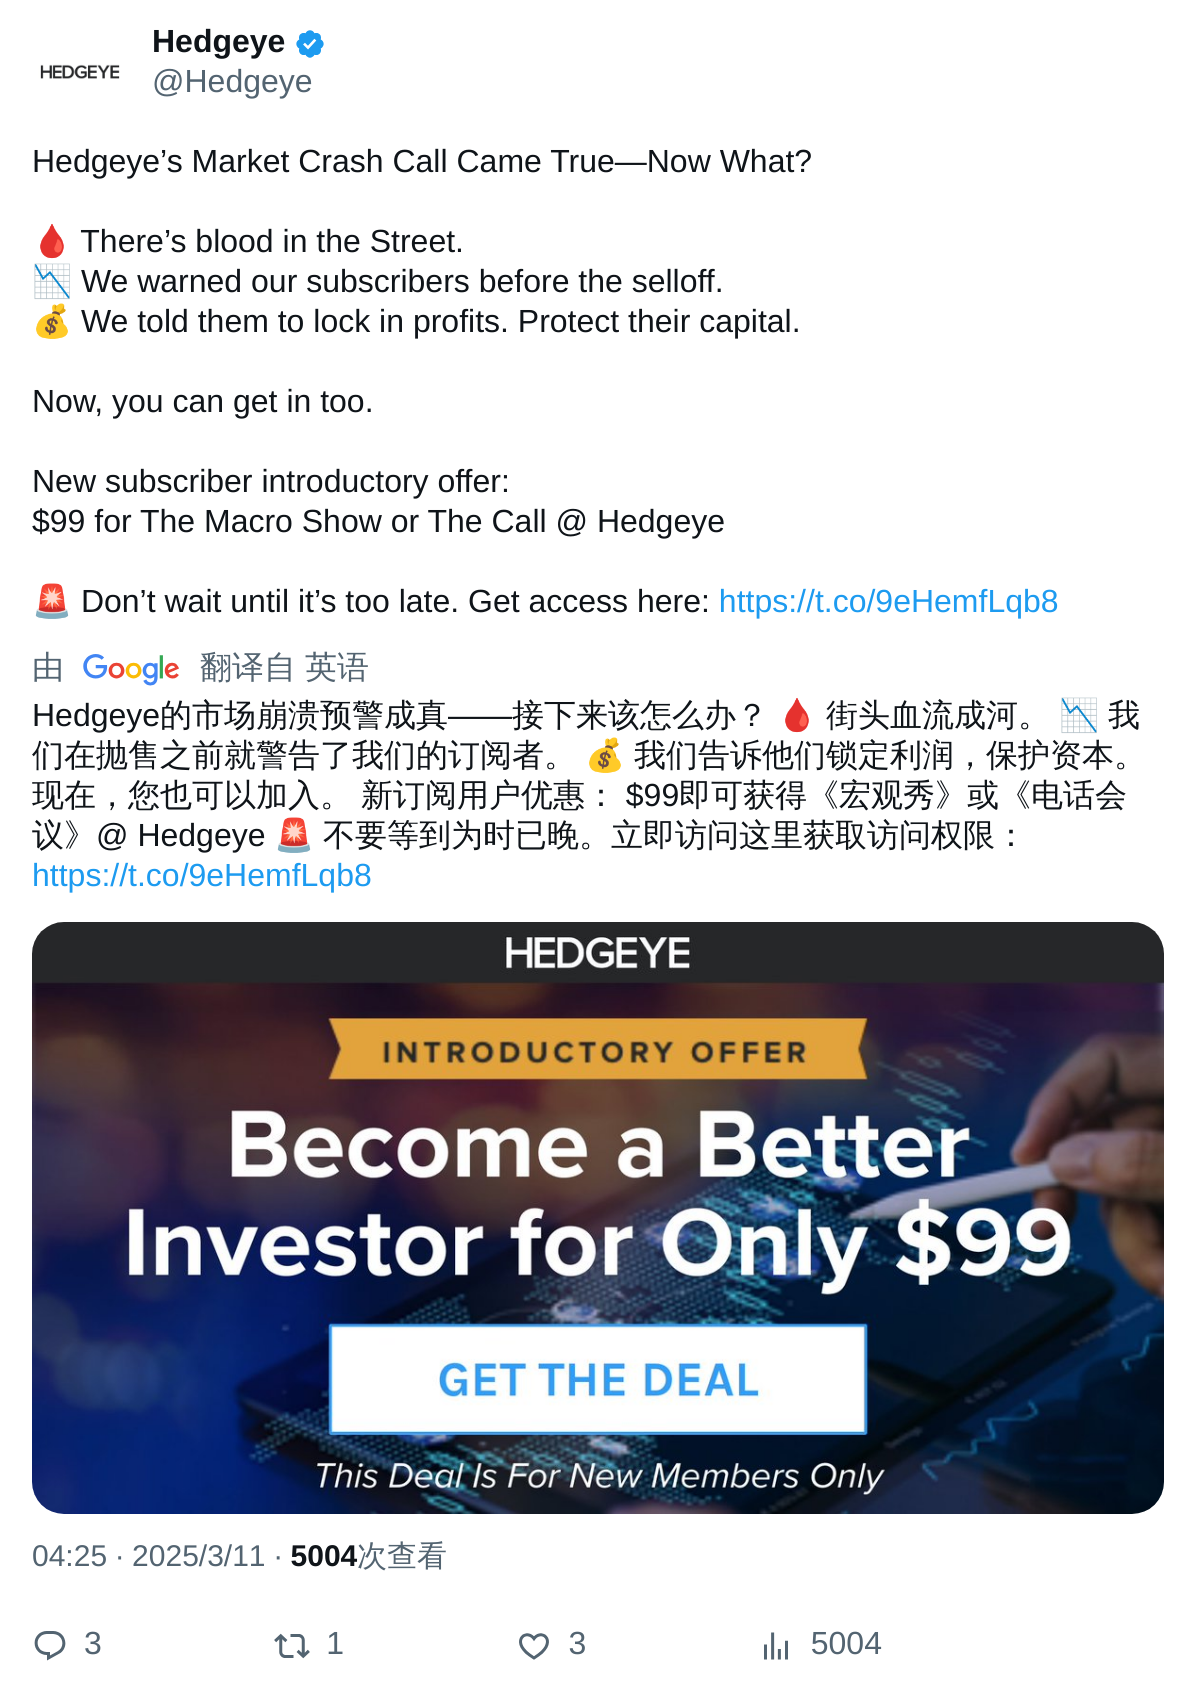 HEDGEYE
Hedgeye
@Hedgeye
Hedgeye’s Market Crash Call Came True—Now What?
🩸 There’s blood in the Street.
📉 We warned our subscribers before the selloff.
💰 We told them to lock in profits. Protect their capital.
Now, you can get in too.
New subscriber introductory offer:
$99 for The Macro Show or The Call @ Hedgeye
🚨 Don’t wait until it’s too late. Get access here: https://t.co/9eHemfLqb8
由 Google 翻译自 英语
Hedgeye的市场崩溃预警成真——接下来该怎么办？ 🩸 街头血流成河。 📉 我
们在抛售之前就警告了我们的订阅者。 💰 我们告诉他们锁定利润，保护资本。
现在，您也可以加入。 新订阅用户优惠： $99即可获得《宏观秀》或《电话会
议》@ Hedgeye 🚨 不要等到为时已晚。立即访问这里获取访问权限：
https://t.co/9eHemfLqb8
HEDGEYE
INTRODUCTORY OFFER
Become a Better
Investor for Only $99
GET THE DEAL
This Deal Is For New Members Only
04:25 · 2025/3/11 · 5004次查看
3 1 3 5004